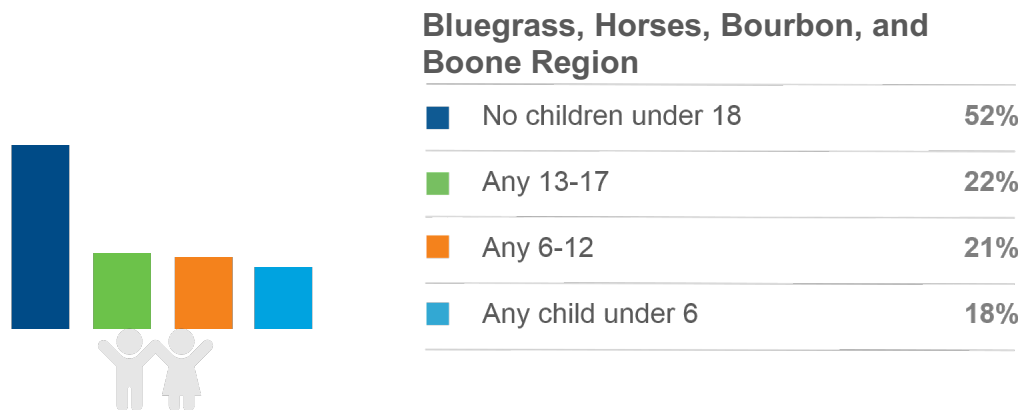 Bluegrass, Horses, Bourbon, and
Boone Region
No children under 18 52%
Any 13-17 22%
Any 6-12 21%
Any child under 6 18%